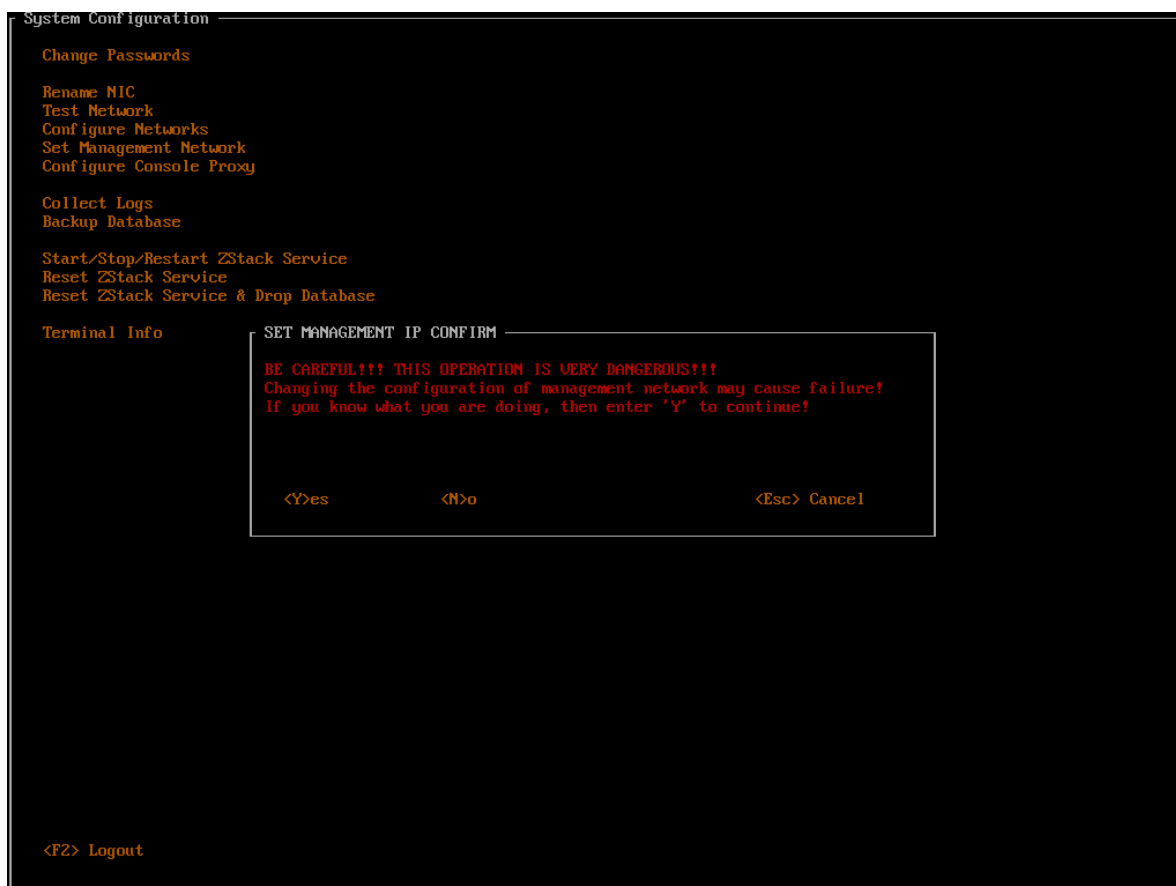 System Configuration
Change Passwords
Rename NIC
Test Network
Configure Networks
Set Management Network
Configure Console Proxy
Collect Logs
Backup Database
Start/Stop/Restart ZStack Service
Reset ZStack Service
Reset ZStack Service & Drop Database
Terminal Info
SET MANAGEMENT IP CONFIRM
BE CAREFUL!!! THIS OPERATION IS VERY DANGEROUS!!!
Changing the configuration of management network may cause failure!
If you know what you are doing, then enter 'Y' to continue!
<Y>es <N>o <Esc> Cancel
<F2> Logout